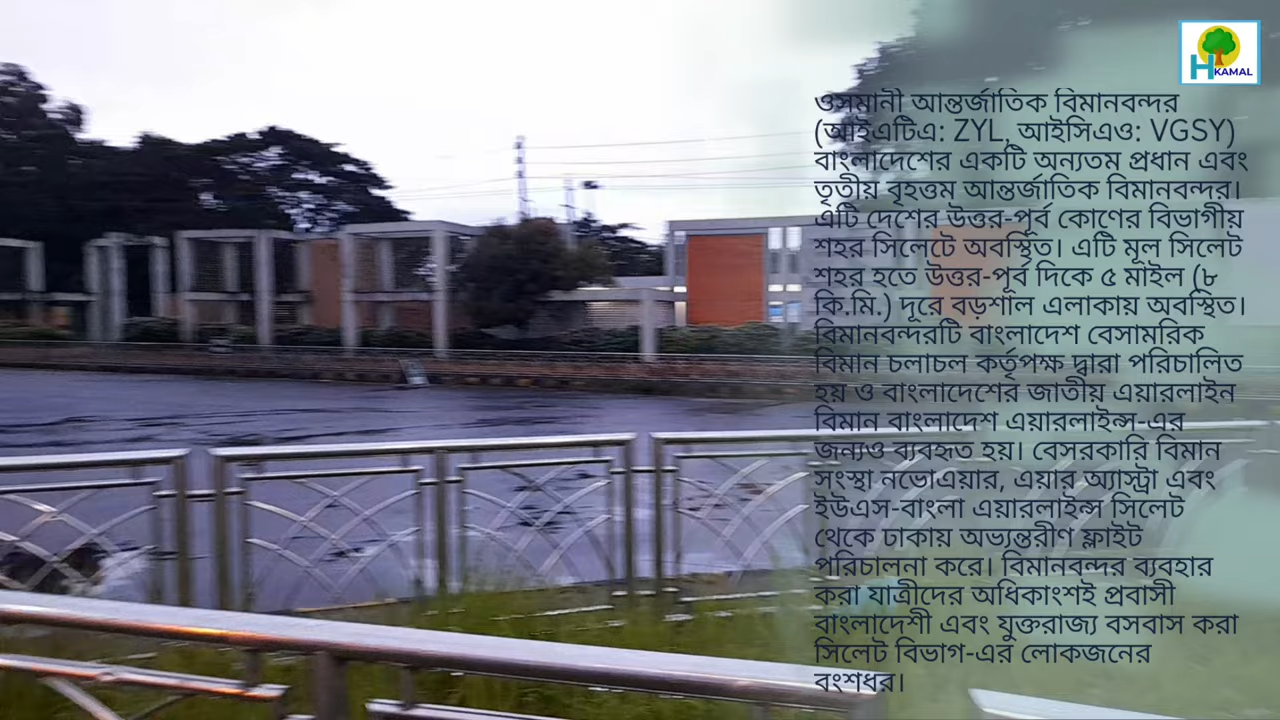 H KAMAL
ওসমানী আন্তর্জাতিক বিমানবন্দর
(আইএটিএ: ZYL, আইসিএও: VGSY)
বাংলাদেশের একটি অন্যতম প্রধান এবং
তৃতীয় বৃহত্তম আন্তর্জাতিক বিমানবন্দর।
এটি দেশের উত্তর-পূর্ব কোণের বিভাগীয়
শহর সিলেটে অবস্থিত। এটি মূল সিলেট
শহর হতে উত্তর-পূর্ব দিকে ৫ মাইল (৮
কি.মি.) দূরে বড়শাল এলাকায় অবস্থিত।
বিমানবন্দরটি বাংলাদেশ বেসামরিক
বিমান চলাচল কর্তৃপক্ষ দ্বারা পরিচালিত
হয় ও বাংলাদেশের জাতীয় এয়ারলাইন
বিমান বাংলাদেশ এয়ারলাইন্স-এর
জন্যও ব্যবহৃত হয়। বেসরকারি বিমান
সংস্থা নভোএয়ার, এয়ার অ্যাস্ট্রা এবং
ইউএস-বাংলা এয়ারলাইন্স সিলেট
থেকে ঢাকায় অভ্যন্তরীণ ফ্লাইট
পরিচালনা করে। বিমানবন্দর ব্যবহার
করা যাত্রীদের অধিকাংশই প্রবাসী
বাংলাদেশী এবং যুক্তরাজ্য বসবাস করা
সিলেট বিভাগ-এর লোকজনের
বংশধর।